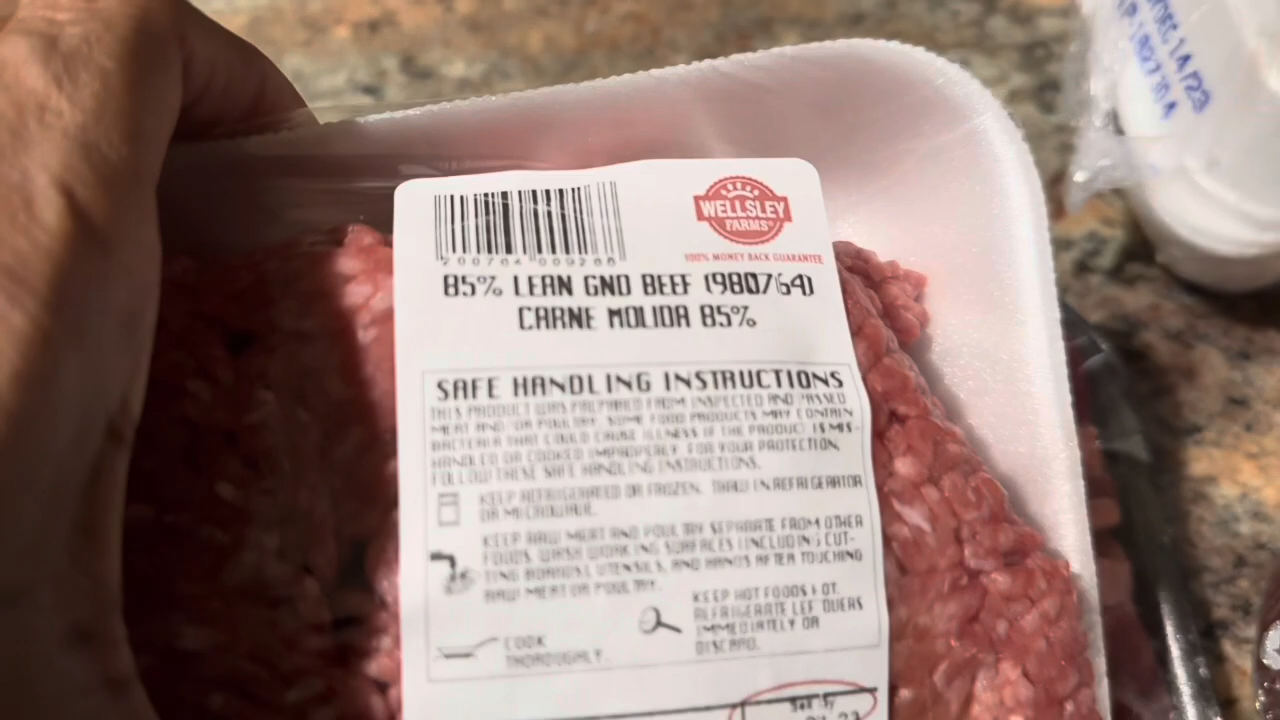 WELLSLEY
FARMS
100% MONEY BACK GUARANTEE
85% LEAN GND BEEF (980764)
CARNE MOLIDA 85%
SAFE HANDLING INSTRUCTIONS
THIS PRODUCT WAS PREPARED FROM INSPECTED AND PASSED
MEAT AND/OR POULTRY. SOME FOOD PRODUCTS MAY CONTAIN
BACTERIA THAT COULD CAUSE ILLNESS IF THE PRODUCT IS MIS-
HANDLED OR COOKED IMPROPERLY. FOR YOUR PROTECTION,
FOLLOW THESE SAFE HANDLING INSTRUCTIONS.
KEEP REFRIGERATED OR FROZEN. THAW IN REFRIGERATOR
OR MICROWAVE.
KEEP RAW MEAT AND POULTRY SEPARATE FROM OTHER
FOODS. WASH WORKING SURFACES (INCLUDING CUT-
TING BOARDS), UTENSILS, AND HANDS AFTER TOUCHING
RAW MEAT OR POULTRY.
KEEP HOT FOODS HOT.
REFRIGERATE LEFTOVERS
IMMEDIATELY OR
DISCARD.
COOK
THOROUGHLY.
Sell By